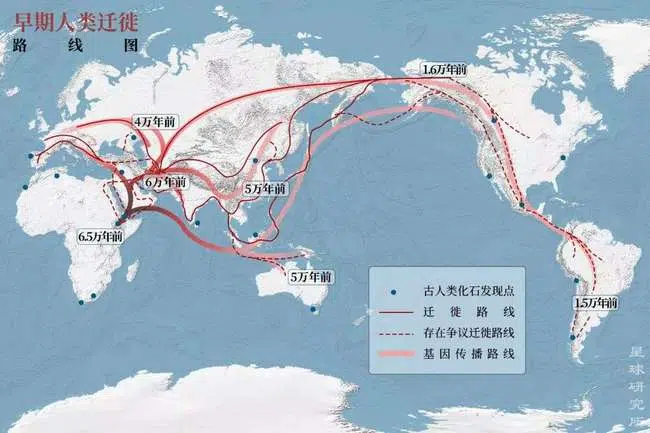 早期人类迁徙
路线图
1.6万年前
4万年前
6万年前
5万年前
6.5万年前
5万年前
1.5万年前
古人类化石发现点
迁徙路线
存在争议迁徙路线
基因传播路线
星球研究所